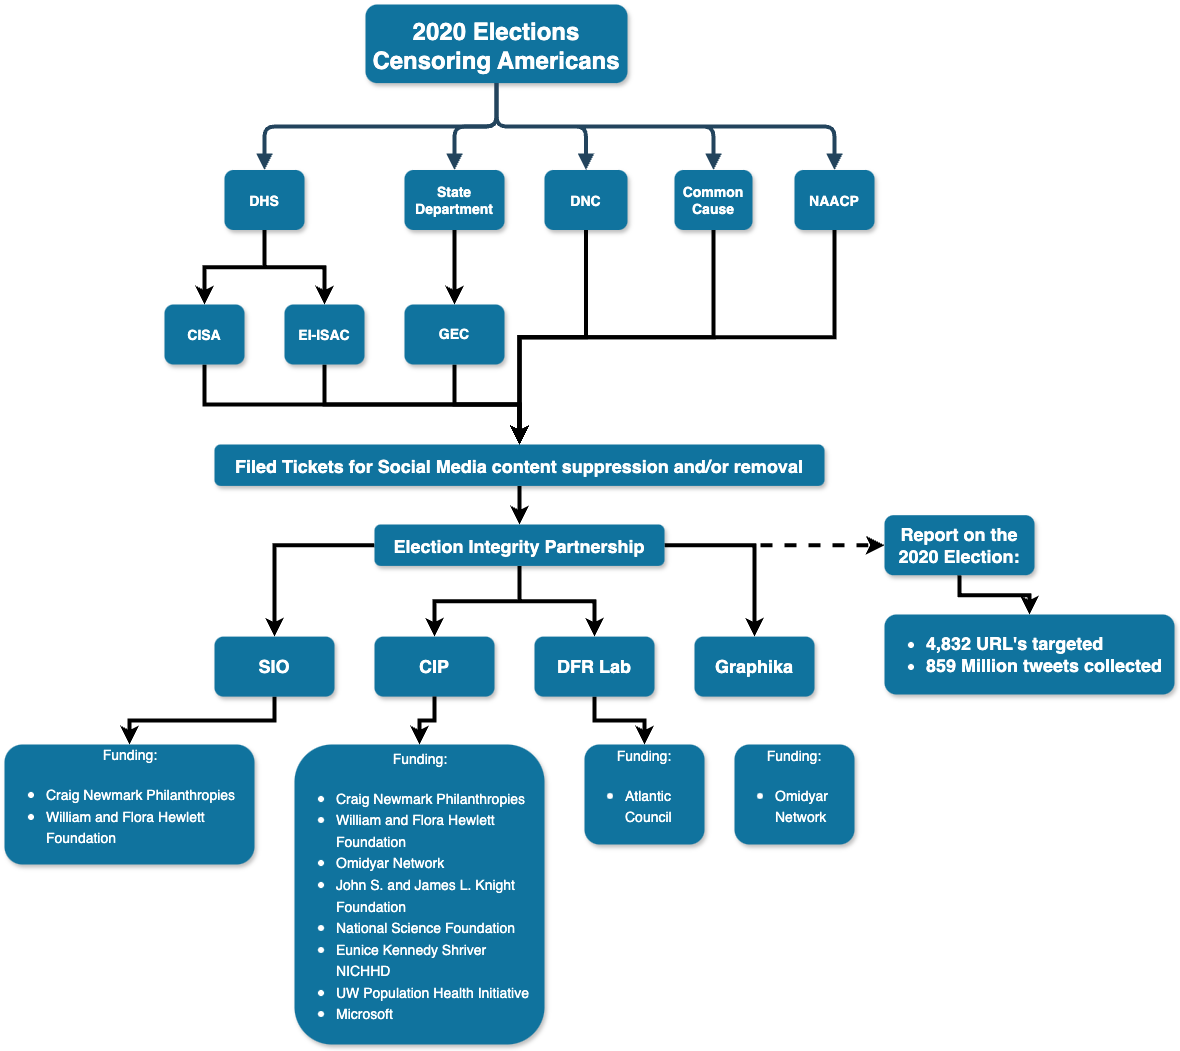 2020 Elections
Censoring Americans
DHS
State
Department
DNC
Common
Cause
NAACP
CISA
EI-ISAC
GEC
Filed Tickets for Social Media content suppression and/or removal
Election Integrity Partnership
Report on the
2020 Election:
• 4,832 URL's targeted
• 859 Million tweets collected
SIO
CIP
DFR Lab
Graphika
Funding:
• Craig Newmark Philanthropies
• William and Flora Hewlett
Foundation
Funding:
• Craig Newmark Philanthropies
• William and Flora Hewlett
Foundation
• Omidyar Network
• John S. and James L. Knight
Foundation
• National Science Foundation
• Eunice Kennedy Shriver
NICHHD
• UW Population Health Initiative
• Microsoft
Funding:
• Atlantic
Council
Funding:
• Omidyar
Network